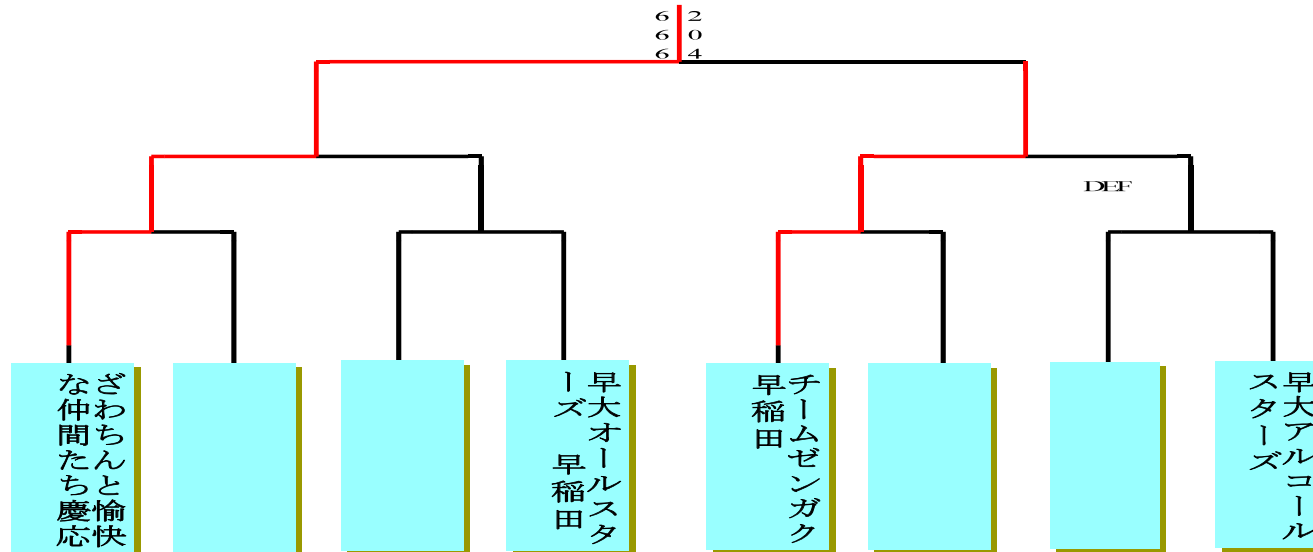 6 2
6 0
6 4
DEF
ざわちんと愉快
な仲間たち慶応
早大オールスタ
ーズ 早稲田
チームゼンガク
早稲田
早大アルコール
スターズ